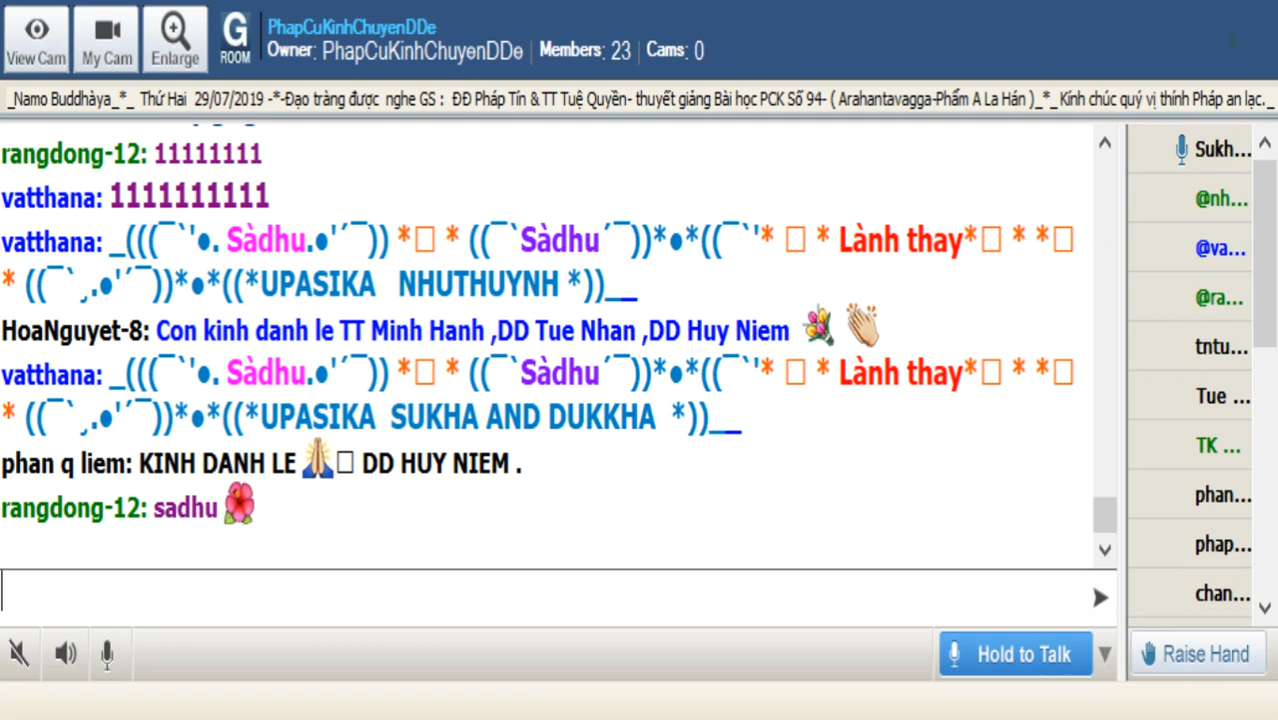 View Cam
My Cam
Enlarge
G
ROOM
PhapCuKinhChuyenDDe
Owner: PhapCuKinhChuyenDDe | Members: 23 | Cams: 0
_Namo Buddhàya_*_ Thứ Hai 29/07/2019 -*-Đạo tràng được nghe GS : ĐĐ Pháp Tín & TT Tuệ Quyền- thuyết giảng Bài học PCK Số 94- ( Arahantavagga-Phẩm A La Hán )_*_ Kính chúc quý vị thính Pháp an lạc._
rangdong-12: 11111111
vatthana: 1111111111
vatthana: _(((¯`'●. Sàdhu.●'´¯)) *□ * ((¯`Sàdhu´¯))*●*((¯`'* □ * Lành thay*□ * *□
* ((¯`¸.●'´¯))*●*((*UPASIKA NHUTHUYNH *))__
HoaNguyet-8: Con kinh danh le TT Minh Hanh ,DD Tue Nhan ,DD Huy Niem
vatthana: _(((¯`'●. Sàdhu.●'´¯)) *□ * ((¯`Sàdhu´¯))*●*((¯`'* □ * Lành thay*□ * *□
* ((¯`¸.●'´¯))*●*((*UPASIKA SUKHA AND DUKKHA *))__
phan q liem: KINH DANH LE 🙏□ DD HUY NIEM .
rangdong-12: sadhu🌺
Sukh...
@nh...
@va...
@ra...
tntu...
Tue ...
TK ...
phan...
phap...
chan...
Hold to Talk
Raise Hand